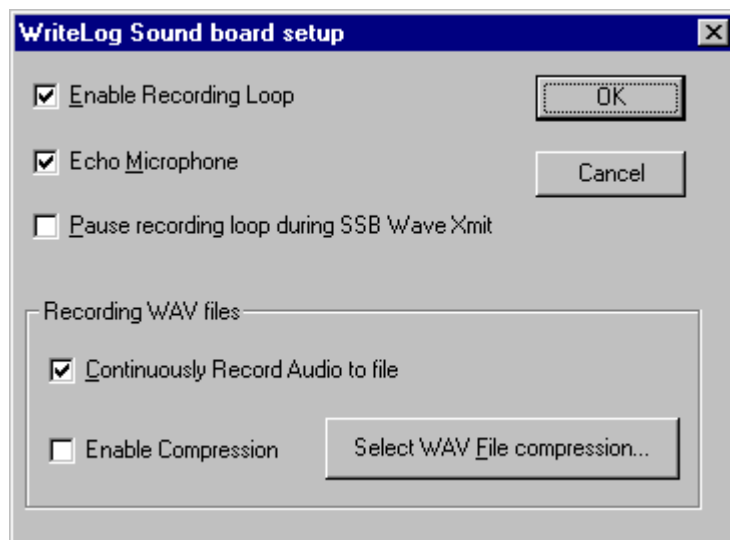 WriteLog Sound board setup
Enable Recording Loop
OK
Echo Microphone
Cancel
Pause recording loop during SSB Wave Xmit
Recording WAV files
Continuously Record Audio to file
Enable Compression
Select WAV File compression...